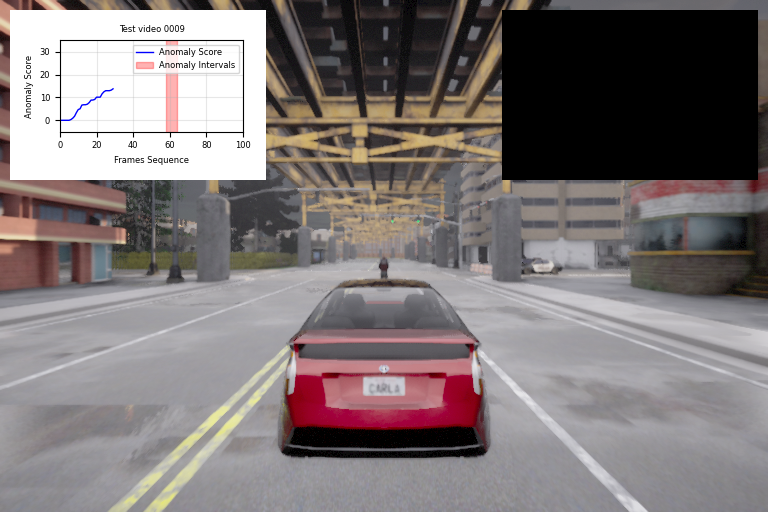 Test video 0009
Anomaly Score
30
20
10
0
Anomaly Score
Anomaly Intervals
0 20 40 60 80 100
Frames Sequence
CARLA